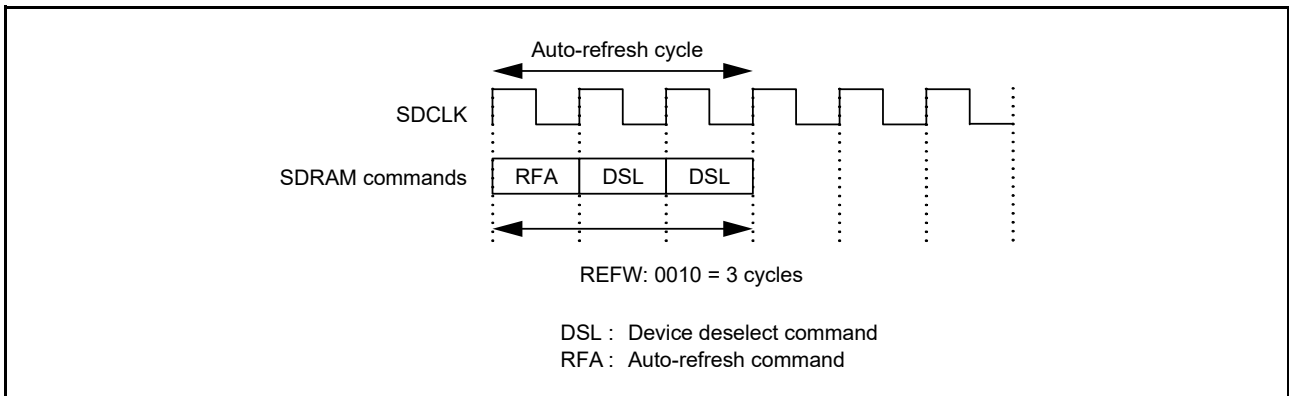 Auto-refresh cycle
SDCLK
SDRAM commands RFA DSL DSL
REFW: 0010 = 3 cycles
DSL : Device deselect command
RFA : Auto-refresh command